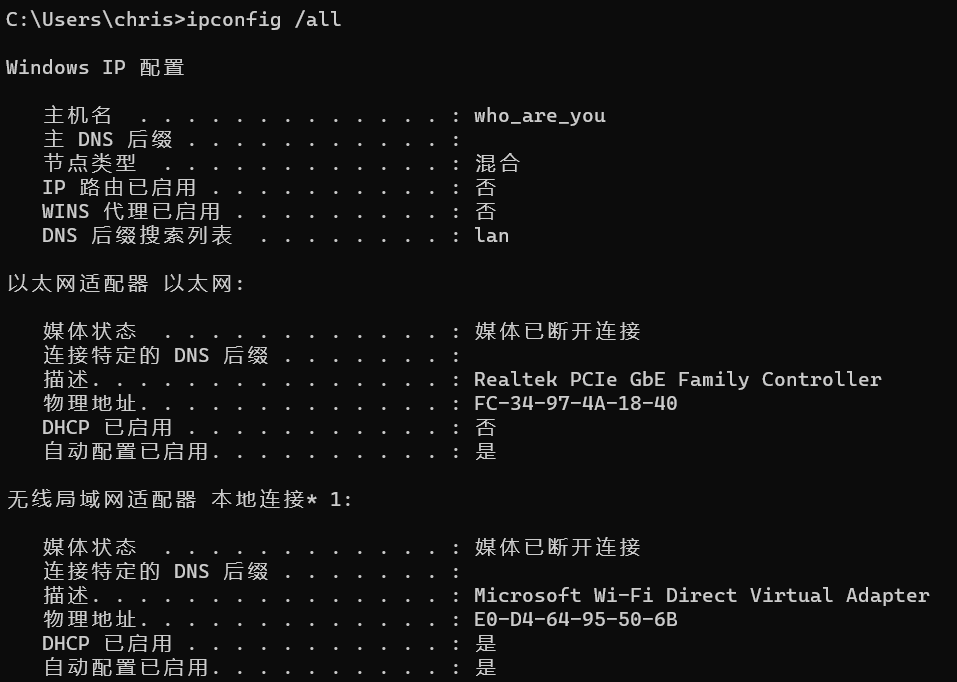 C:\Users\chris>ipconfig /all
Windows IP 配置
主机名 . . . . . . . . . . . . . : who_are_you
主 DNS 后缀 . . . . . . . . . . . :
节点类型 . . . . . . . . . . . . : 混合
IP 路由已启用 . . . . . . . . . . : 否
WINS 代理已启用 . . . . . . . . . : 否
DNS 后缀搜索列表 . . . . . . . . : lan
以太网适配器 以太网:
媒体状态 . . . . . . . . . . . . : 媒体已断开连接
连接特定的 DNS 后缀 . . . . . . . :
描述. . . . . . . . . . . . . . . : Realtek PCIe GbE Family Controller
物理地址. . . . . . . . . . . . . : FC-34-97-4A-18-40
DHCP 已启用 . . . . . . . . . . . : 否
自动配置已启用. . . . . . . . . . : 是
无线局域网适配器 本地连接* 1:
媒体状态 . . . . . . . . . . . . : 媒体已断开连接
连接特定的 DNS 后缀 . . . . . . . :
描述. . . . . . . . . . . . . . . : Microsoft Wi-Fi Direct Virtual Adapter
物理地址. . . . . . . . . . . . . : E0-D4-64-95-50-6B
DHCP 已启用 . . . . . . . . . . . : 是
自动配置已启用. . . . . . . . . . : 是